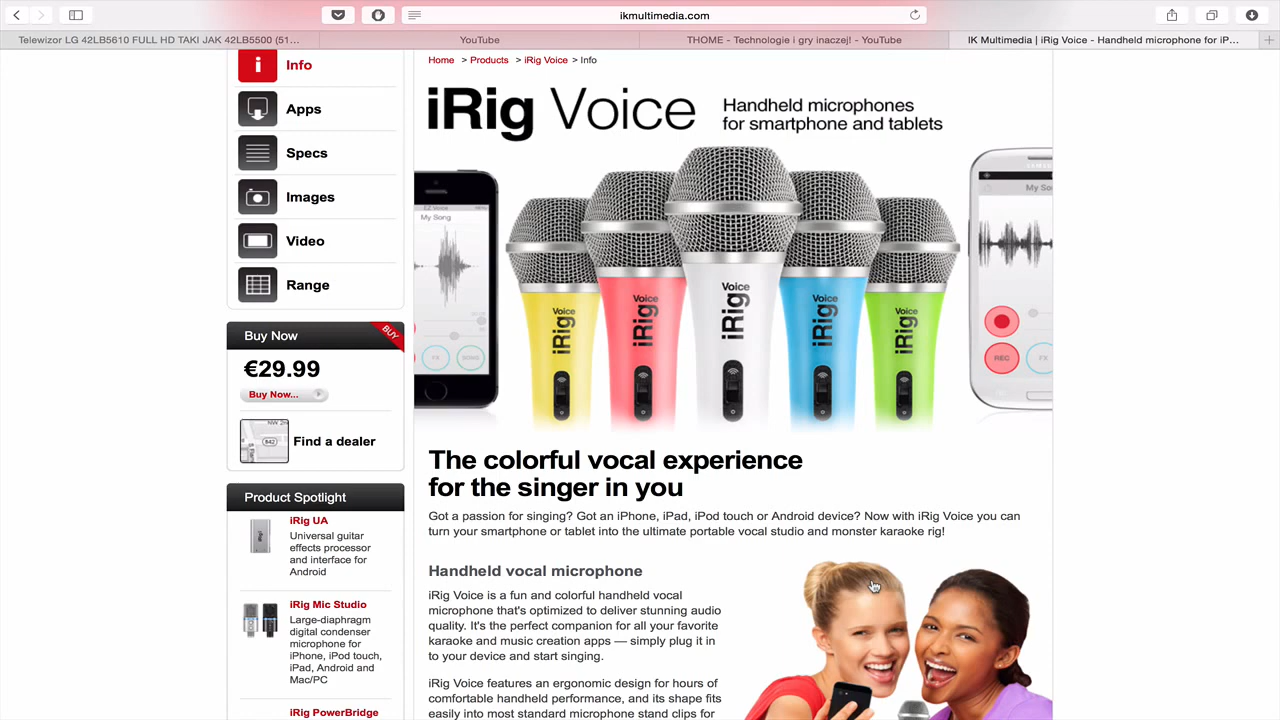 ikmultimedia.com
Telewizor LG 42LB5610 FULL HD TAKI JAK 42LB5500 (51...
YouTube
THOME - Technologie i gry inaczej! - YouTube
IK Multimedia | iRig Voice - Handheld microphone for iP...
Info
Apps
Specs
Images
Video
Range
Buy Now
BUY
€29.99
Buy Now...
NW 2n
842
Find a dealer
Product Spotlight
iRig UA
Universal guitar
effects processor
and interface for
Android
iRig Mic Studio
Large-diaphragm
digital condenser
microphone for
iPhone, iPod touch,
iPad, Android and
Mac/PC
iRig PowerBridge
Home > Products > iRig Voice > Info
iRig Voice
Handheld microphones
for smartphone and tablets
EZ Voice
My Song
FX
SONG
iRig Voice
iRig Voice
iRig Voice
iRig Voice
iRig Voice
SAMSUNG
My So
REC
FX
The colorful vocal experience
for the singer in you
Got a passion for singing? Got an iPhone, iPad, iPod touch or Android device? Now with iRig Voice you can
turn your smartphone or tablet into the ultimate portable vocal studio and monster karaoke rig!
Handheld vocal microphone
iRig Voice is a fun and colorful handheld vocal
microphone that's optimized to deliver stunning audio
quality. It's the perfect companion for all your favorite
karaoke and music creation apps — simply plug it in
to your device and start singing.
iRig Voice features an ergonomic design for hours of
comfortable handheld performance, and its shape fits
easily into most standard microphone stand clips for